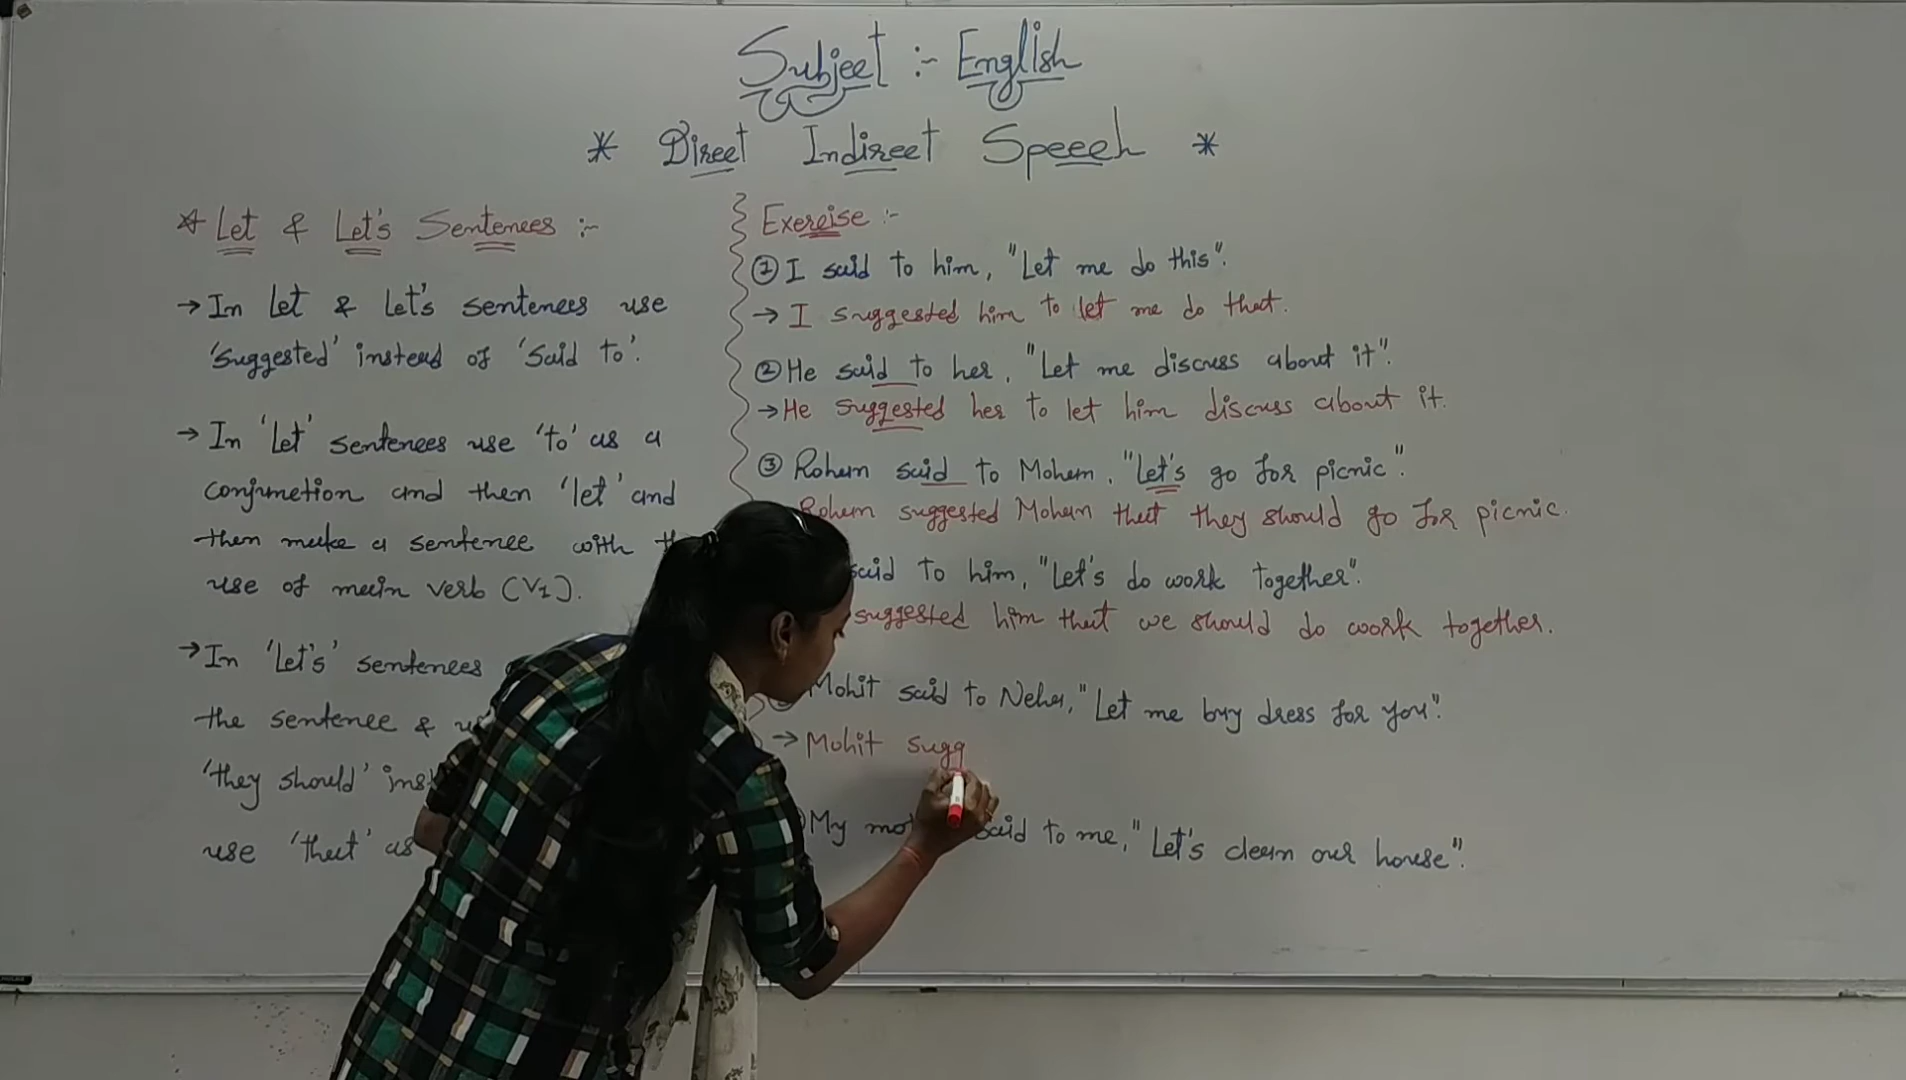 Subject :- English
* Direct Indirect Speech *
* Let & Let's Sentences :-
→ In let & let's sentences use
'suggested' instead of 'Said to'.
→ In 'Let' sentences use 'to' as a
conjunction and then 'let' and
then make a sentence with
use of main verb (V1).
→ In 'Let's' sentences
the sentence &
'they should'
use 'that' as
Exercise :-
① I said to him, "Let me do this".
→ I suggested him to let me do that.
② He said to her, "Let me discuss about it".
→ He suggested her to let him discuss about it.
③ Roham said to Mohan, "Let's go for picnic".
Roham suggested Mohan that they should go for picnic.
said to him, "Let's do work together".
suggested him that we should do work together.
Mohit said to Neha, "Let me buy dress for you".
→ Mohit sugg
My said to me, "Let's clean our house".